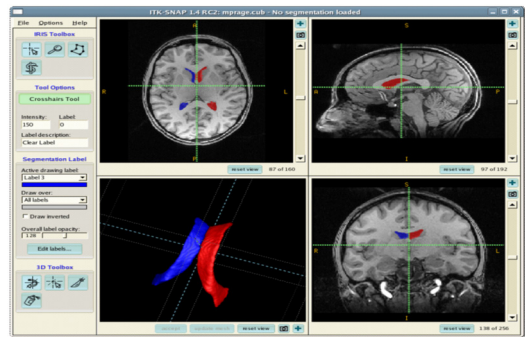 ITK-SNAP 1.4 RC2: mprage.cub - No segmentation loaded
File Options Help
IRIS Toolbox
Tool Options
Crosshairs Tool
Intensity: Label:
150 0
Label description:
Clear Label
Segmentation Label
Active drawing label:
Label 3
Draw over:
All labels
Draw inverted
Overall label opacity:
128
Edit labels...
3D Toolbox
A
R
L
P
reset view
87 of 160
S
A
P
I
reset view
97 of 192
reset view
S
R
L
I
reset view
138 of 256